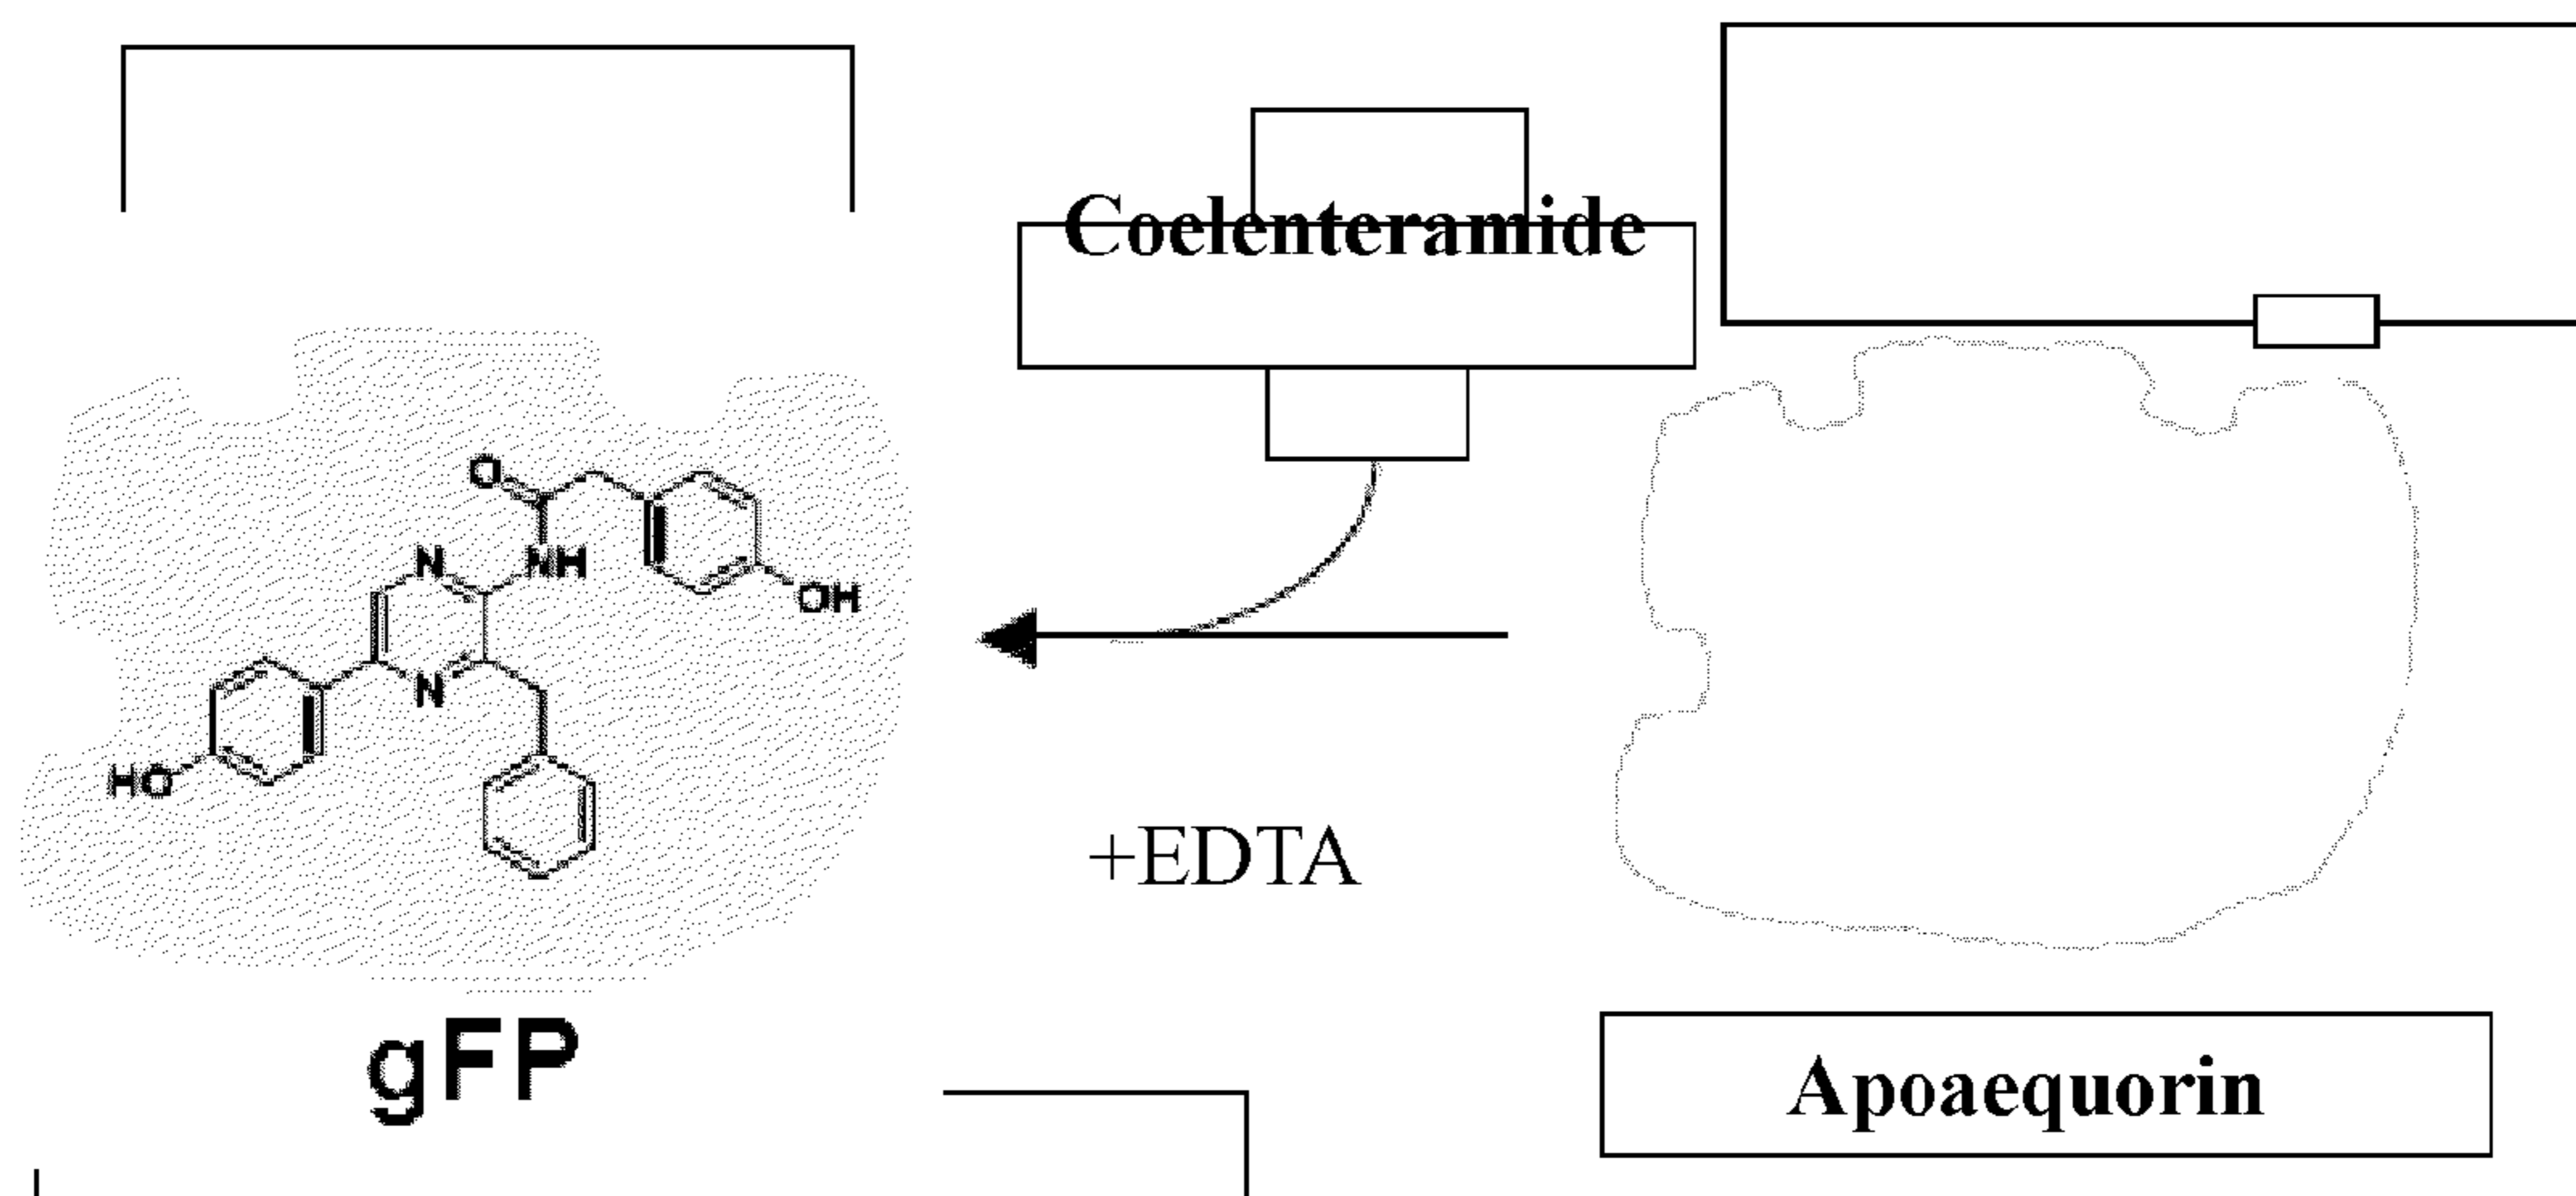 Coelenteramide
O
N
NH
OH
N
HO
+EDTA
gFP
Apoaequorin